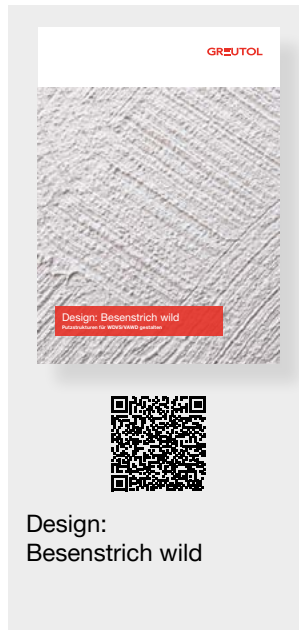 GREUTOL
Design: Besenstrich wild
Putzstrukturen für WDVS/VAWD gestalten
Design:
Besenstrich wild